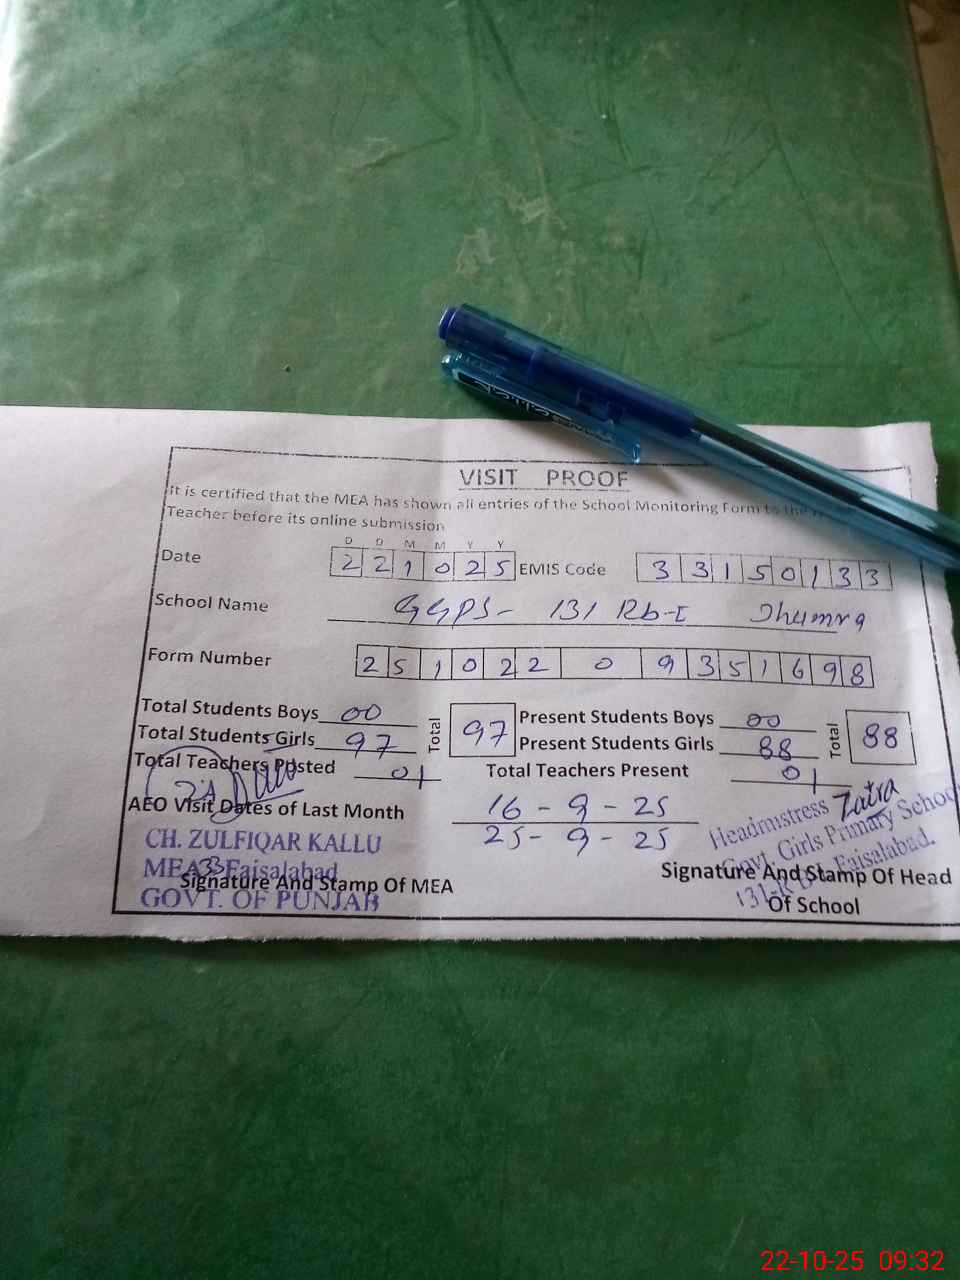 VISIT PROOF
It is certified that the MEA has shown all entries of the School Monitoring Form to the
Teacher before its online submission
D D M M Y Y
Date 2 2 1 0 2 5 EMIS Code 3 3 1 5 0 1 3 3
School Name GGPS- 131 Rb-I Jhumra
Form Number 2 5 1 0 2 2 0 9 3 5 1 6 9 8
Total Students Boys 00 Total 97 Present Students Boys 00 Total 88
Total Students Girls 97 Present Students Girls 88
Total Teachers Posted 01 Total Teachers Present 01
AEO Visit Dates of Last Month 16-9-25
25-9-25
CH. ZULFIQAR KALLU
MEA 33 Faisalabad
GOVT. OF PUNJAB
Signature And Stamp Of MEA
Headmistress
Govt. Girls Primary School
Faisalabad.
Signature And Stamp Of Head
Of School
22-10-25 09:32